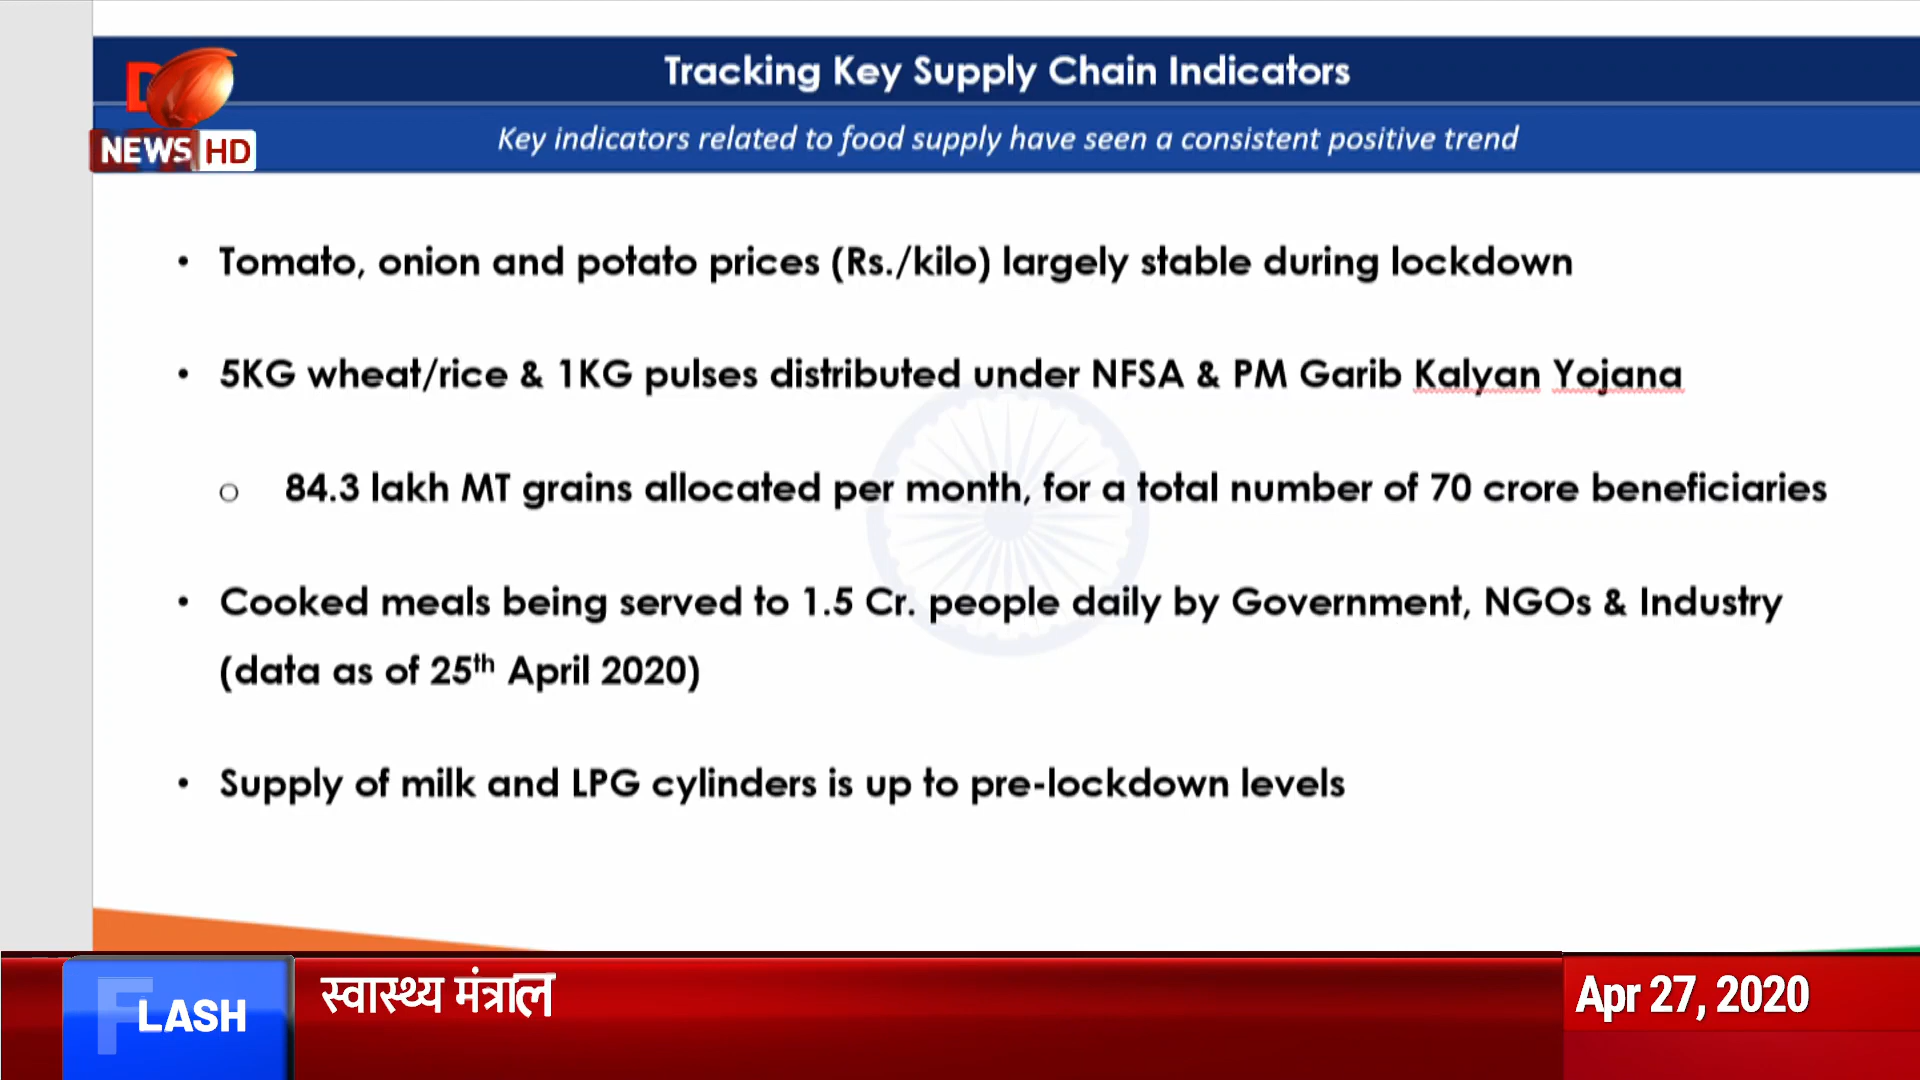 Tracking Key Supply Chain Indicators
Key indicators related to food supply have seen a consistent positive trend
D
NEWS HD
• Tomato, onion and potato prices (Rs./kilo) largely stable during lockdown
• 5KG wheat/rice & 1KG pulses distributed under NFSA & PM Garib Kalyan Yojana
o 84.3 lakh MT grains allocated per month, for a total number of 70 crore beneficiaries
• Cooked meals being served to 1.5 Cr. people daily by Government, NGOs & Industry
(data as of 25th April 2020)
• Supply of milk and LPG cylinders is up to pre-lockdown levels
FLASH
स्वास्थ्य मंत्राल
Apr 27, 2020